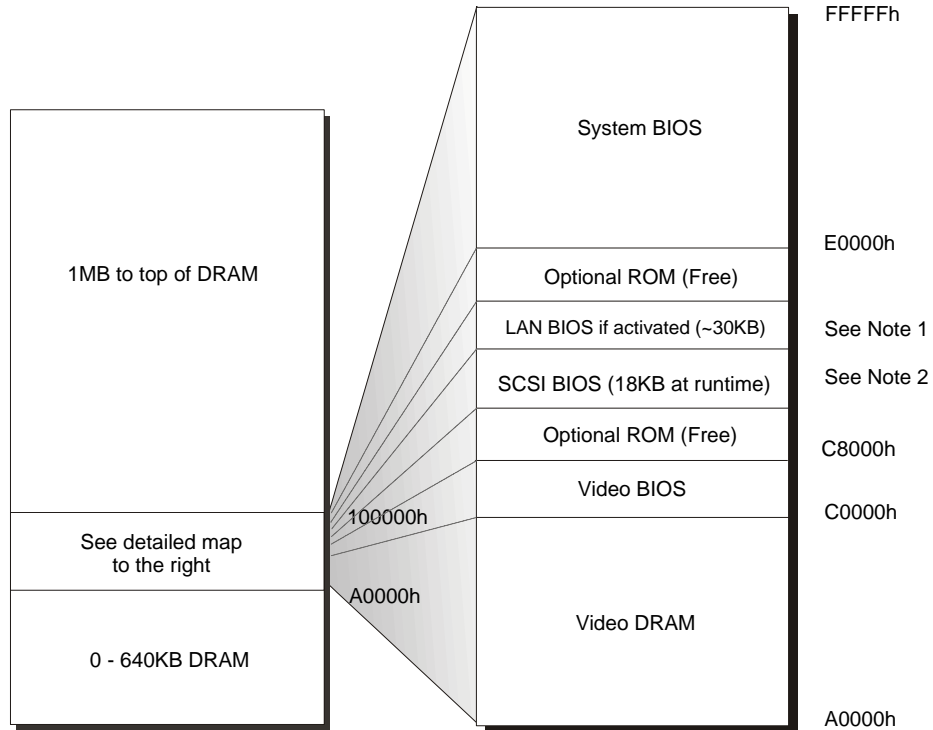 FFFFFh
System BIOS
E0000h
1MB to top of DRAM
Optional ROM (Free)
LAN BIOS if activated (~30KB)
See Note 1
SCSI BIOS (18KB at runtime)
See Note 2
Optional ROM (Free)
C8000h
Video BIOS
C0000h
100000h
See detailed map
to the right
A0000h
Video DRAM
0 - 640KB DRAM
A0000h